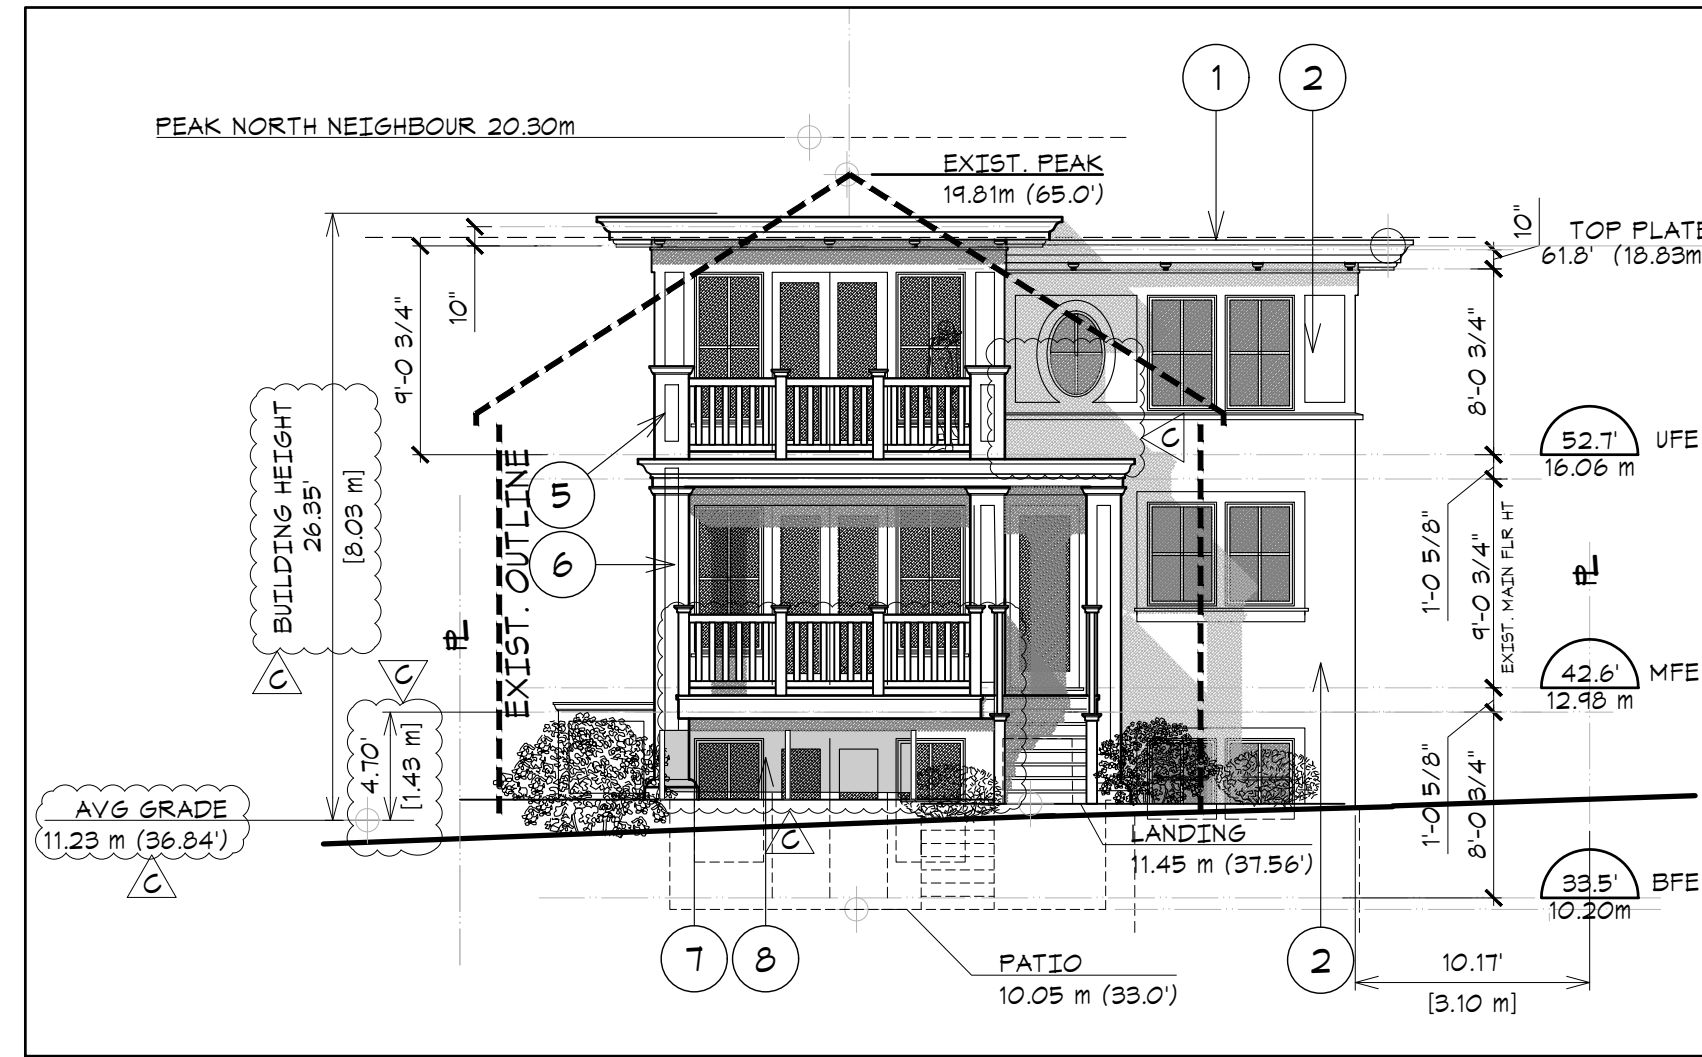 1
2
PEAK NORTH NEIGHBOUR 20.30m
EXIST. PEAK
19.81m (65.0')
10"
TOP PLATE
61.8' (18.83m
10"
9'-0 3/4"
8'-0 3/4"
C
52.7'
16.06 m
UFE
BUILDING HEIGHT
26.35'
[8.03 m]
C
EXIST. OUTLINE
5
6
1'-0 5/8"
9'-0 3/4"
EXIST. MAIN FLR HT
PL
PL
42.6'
12.98 m
MFE
C
4.70'
[1.43 m]
AVG GRADE
11.23 m (36.84')
C
C
LANDING
11.45 m (37.56')
1'-0 5/8"
8'-0 3/4"
33.5'
10.20m
BFE
7
8
2
PATIO
10.05 m (33.0')
10.17'
[3.10 m]